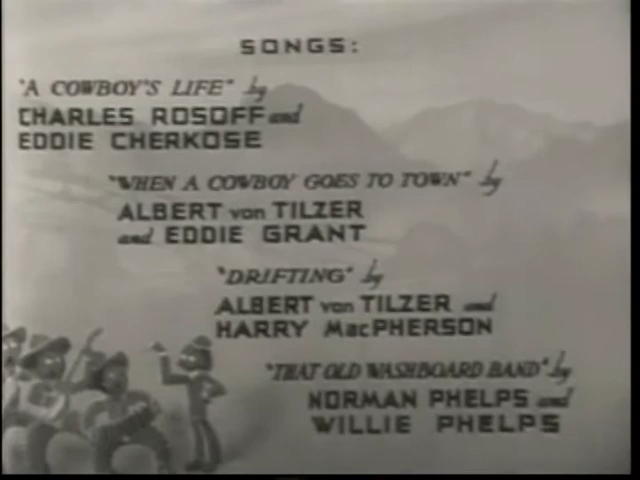 SONGS:
"A COWBOY'S LIFE" by
CHARLES ROSOFF and
EDDIE CHERKOSE
"WHEN A COWBOY GOES TO TOWN" by
ALBERT von TILZER
and EDDIE GRANT
"DRIFTING" by
ALBERT von TILZER and
HARRY MacPHERSON
"THAT OLD WASHBOARD BAND" by
NORMAN PHELPS and
WILLIE PHELPS